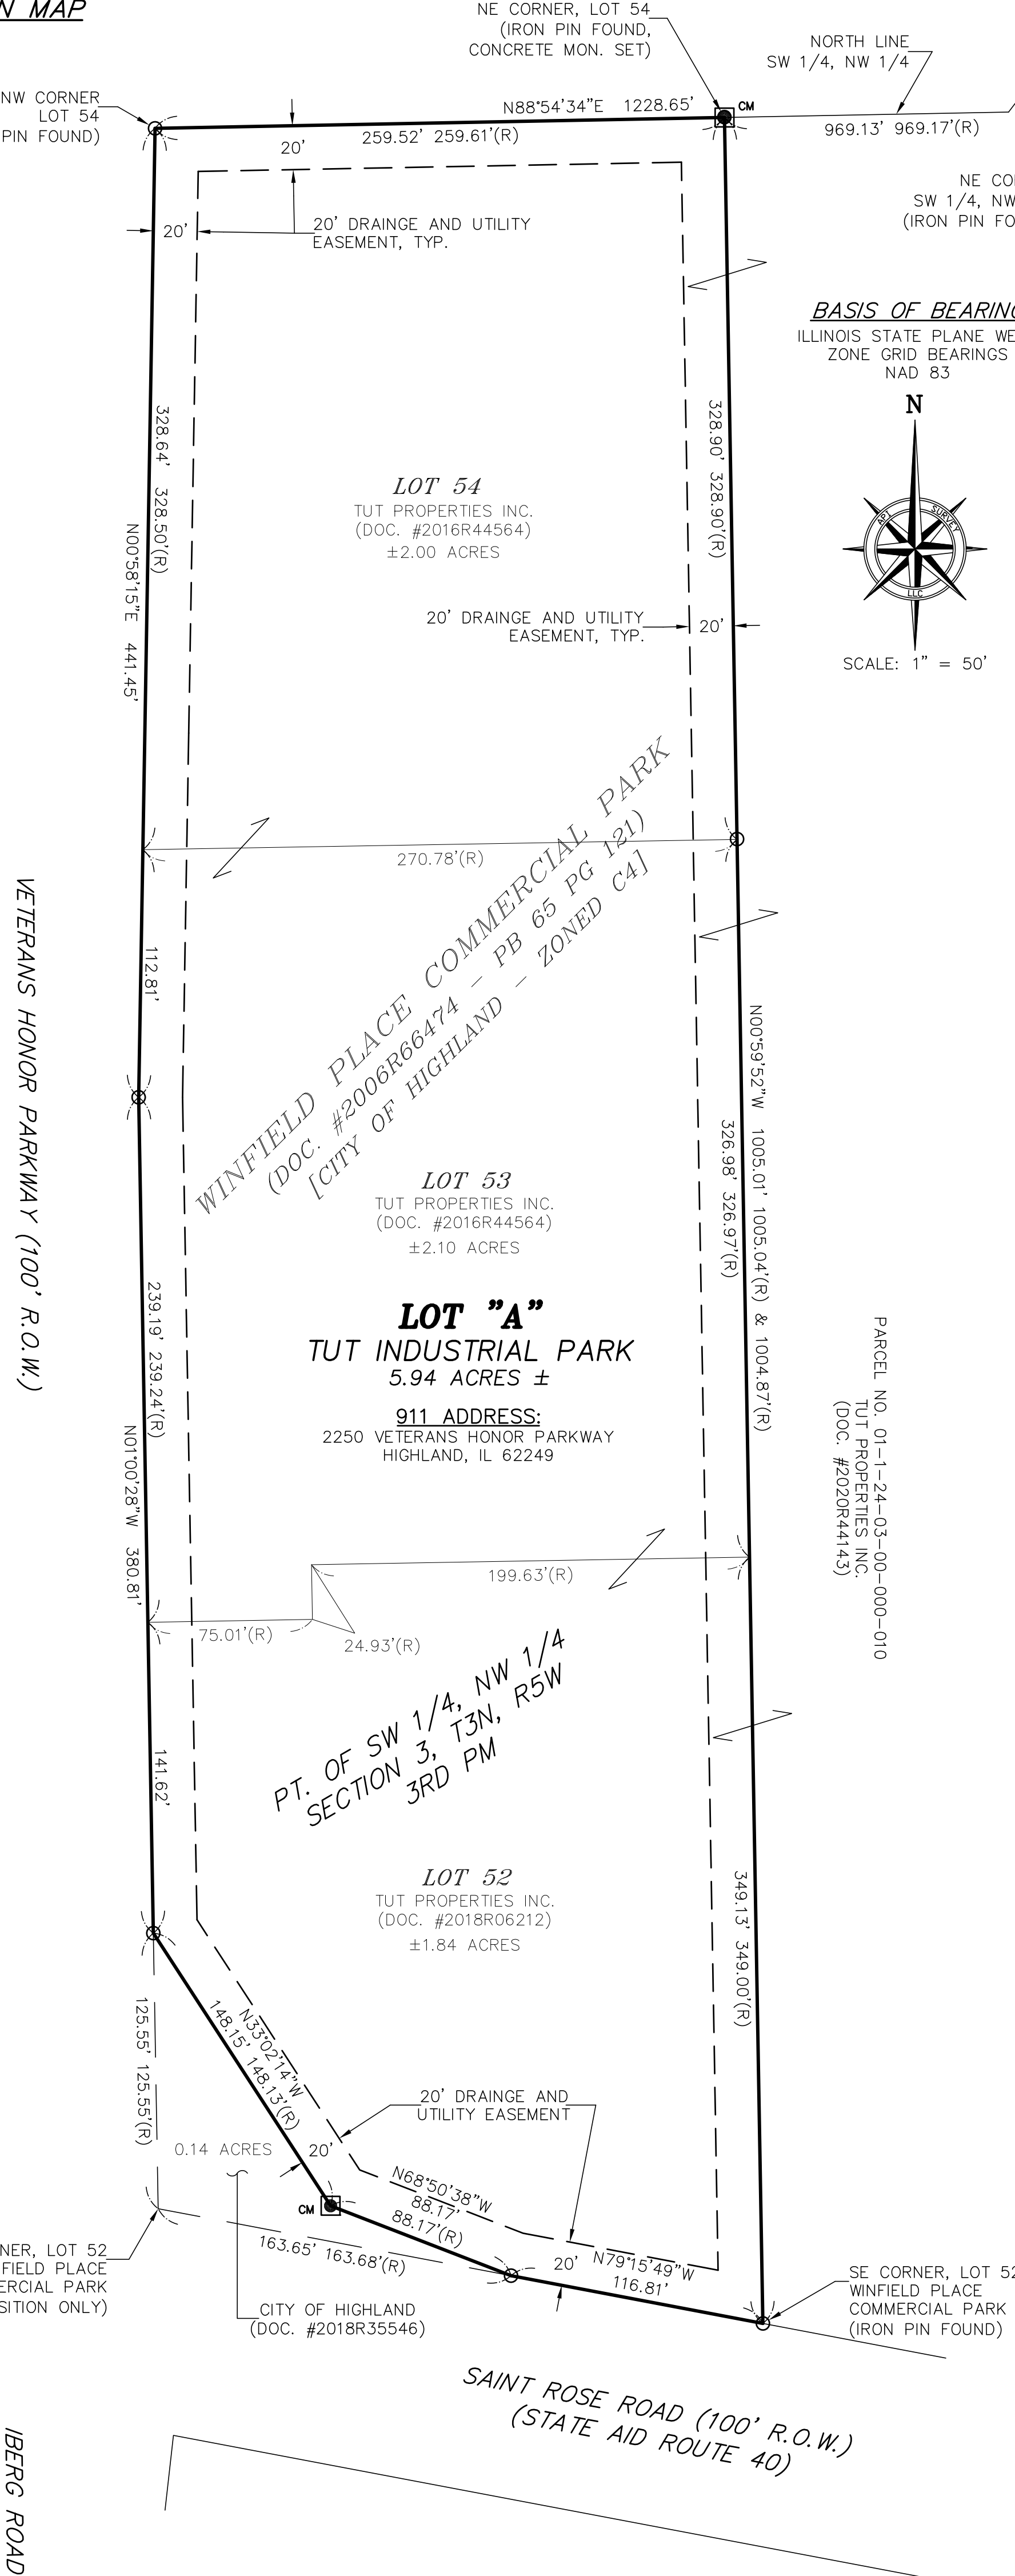 N MAP
NE CORNER, LOT 54
(IRON PIN FOUND,
CONCRETE MON. SET)
NORTH LINE
SW 1/4, NW 1/4
NW CORNER
LOT 54
PIN FOUND)
N88°54'34"E 1228.65'
CM
259.52' 259.61'(R)
969.13' 969.17'(R)
20'
NE CO
SW 1/4, NW
(IRON PIN FO
20'
20' DRAINGE AND UTILITY
EASEMENT, TYP.
BASIS OF BEARING
ILLINOIS STATE PLANE WE
ZONE GRID BEARINGS
NAD 83
N
APJ
SURVEY
LLC
SCALE: 1" = 50'
328.64' 328.50'(R)
N00°58'15"E 441.45'
328.90' 328.90'(R)
LOT 54
TUT PROPERTIES INC.
(DOC. #2016R44564)
±2.00 ACRES
20' DRAINGE AND UTILITY
EASEMENT, TYP.
20'
270.78'(R)
WINFIELD PLACE COMMERCIAL PARK
(DOC. #2006R66474 - PB 65 PG 121)
[CITY OF HIGHLAND - ZONED C4]
VETERANS HONOR PARKWAY (100' R.O.W.)
112.81'
N00°59'52"W 1005.01' 1005.04'(R) & 1004.87'(R)
326.98' 326.97'(R)
LOT 53
TUT PROPERTIES INC.
(DOC. #2016R44564)
±2.10 ACRES
LOT "A"
TUT INDUSTRIAL PARK
5.94 ACRES ±
911 ADDRESS:
2250 VETERANS HONOR PARKWAY
HIGHLAND, IL 62249
239.19' 239.24'(R)
N01°00'28"W 380.81'
PARCEL NO. 01-1-24-03-00-000-010
TUT PROPERTIES INC.
(DOC. #2020R44143)
199.63'(R)
75.01'(R)
24.93'(R)
PT. OF SW 1/4, NW 1/4
SECTION 3, T3N, R5W
3RD PM
141.62'
LOT 52
TUT PROPERTIES INC.
(DOC. #2018R06212)
±1.84 ACRES
349.13' 349.00'(R)
125.55' 125.55'(R)
N33°02'14"W
148.15' 148.13'(R)
20' DRAINGE AND
UTILITY EASEMENT
0.14 ACRES
20'
CM
N68°50'38"W
88.17'
88.17'(R)
163.65' 163.68'(R)
20'
N79°15'49"W
116.81'
NER, LOT 52
FIELD PLACE
ERCIAL PARK
SITION ONLY)
CITY OF HIGHLAND
(DOC. #2018R35546)
SE CORNER, LOT 52
WINFIELD PLACE
COMMERCIAL PARK
(IRON PIN FOUND)
SAINT ROSE ROAD (100' R.O.W.)
(STATE AID ROUTE 40)
IBERG ROAD